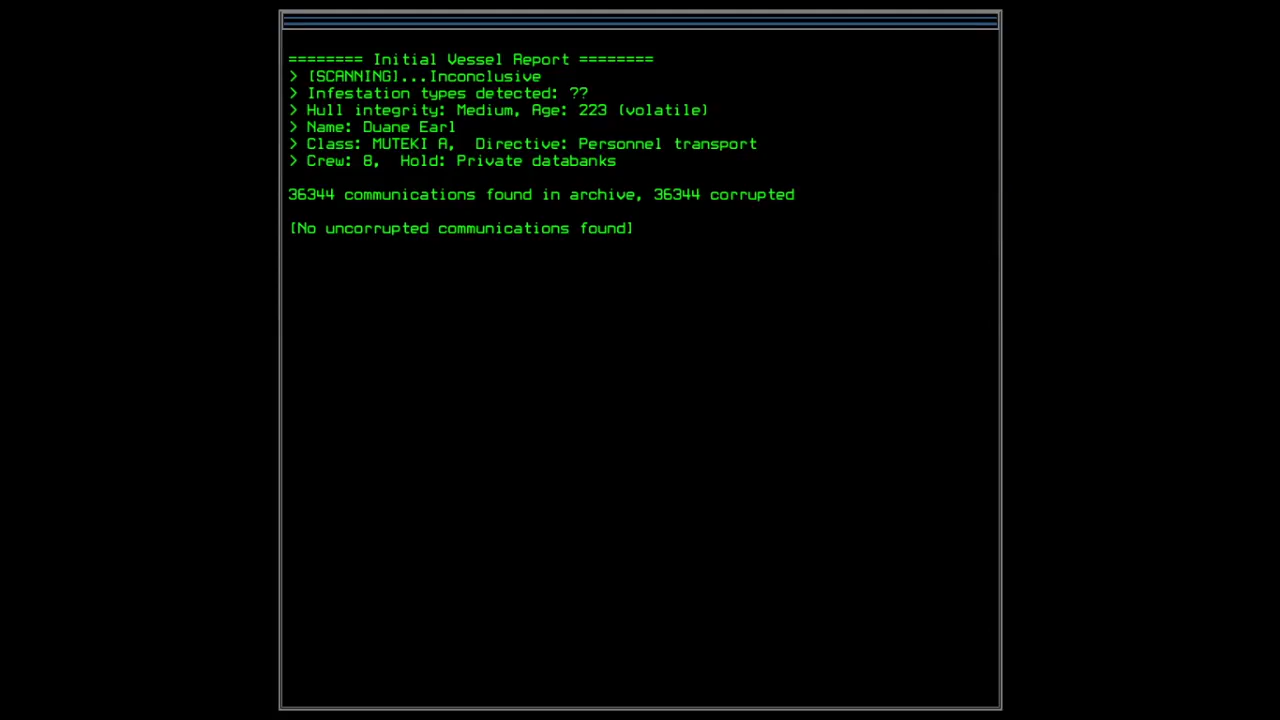 ======== Initial Vessel Report ========
> [SCANNING]...Inconclusive
> Infestation types detected: ??
> Hull integrity: Medium, Age: 223 (volatile)
> Name: Duane Earl
> Class: MUTEKI A,  Directive: Personnel transport
> Crew: 8,  Hold: Private databanks
36344 communications found in archive, 36344 corrupted
[No uncorrupted communications found]